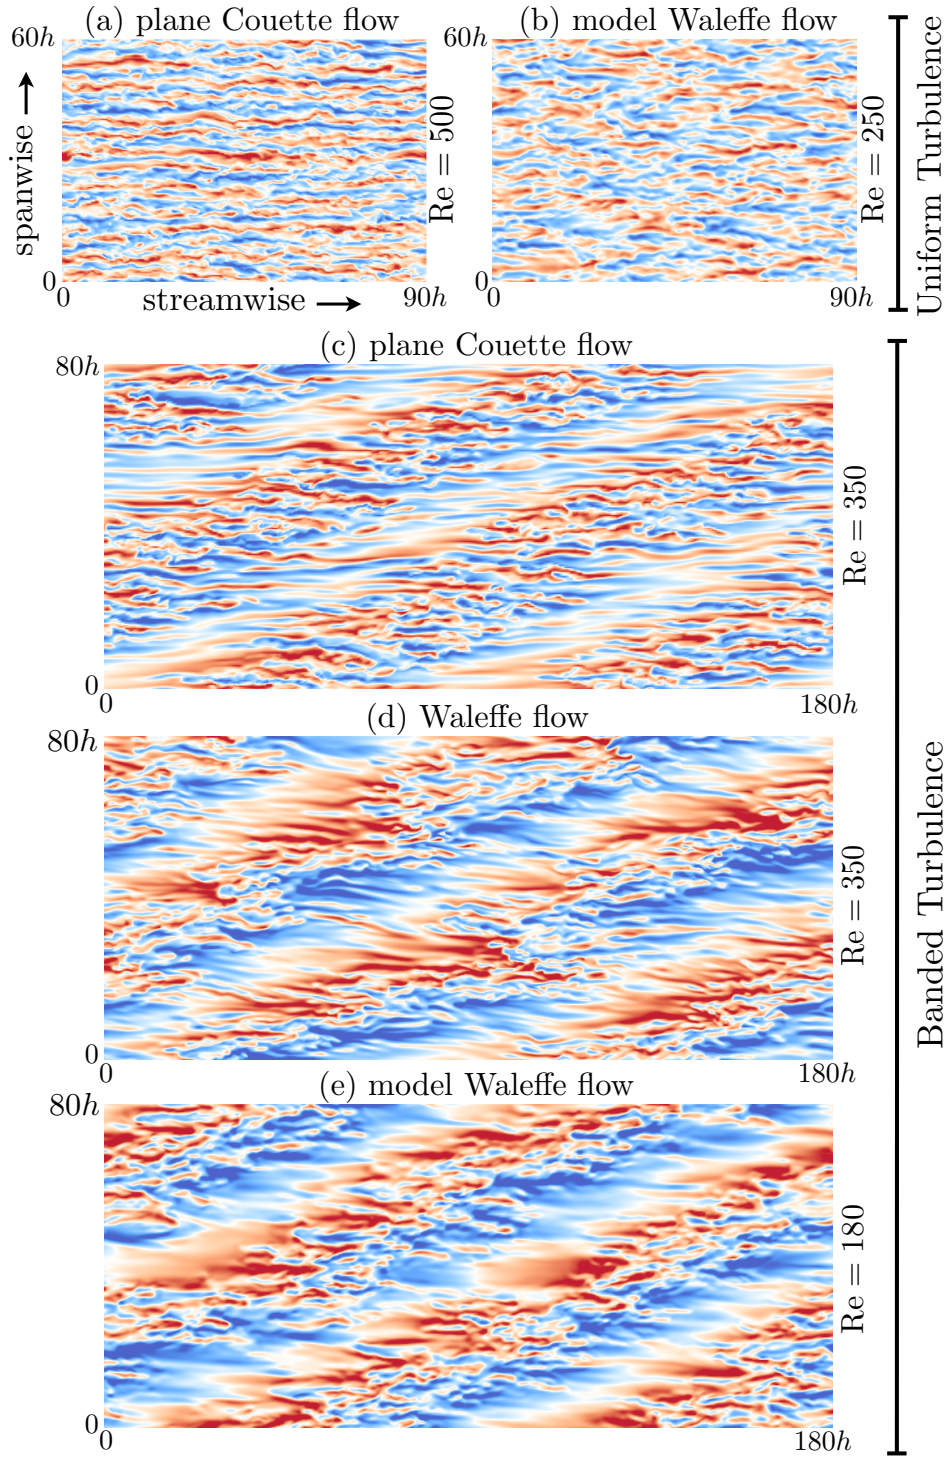 (a) plane Couette flow
(b) model Waleffe flow
60h
spanwise
0
0
streamwise
90h
Re = 500
60h
0
0
90h
Re = 250
Uniform Turbulence
(c) plane Couette flow
80h
0
0
180h
Re = 350
(d) Waleffe flow
80h
0
0
180h
Re = 350
(e) model Waleffe flow
80h
0
0
180h
Re = 180
Banded Turbulence